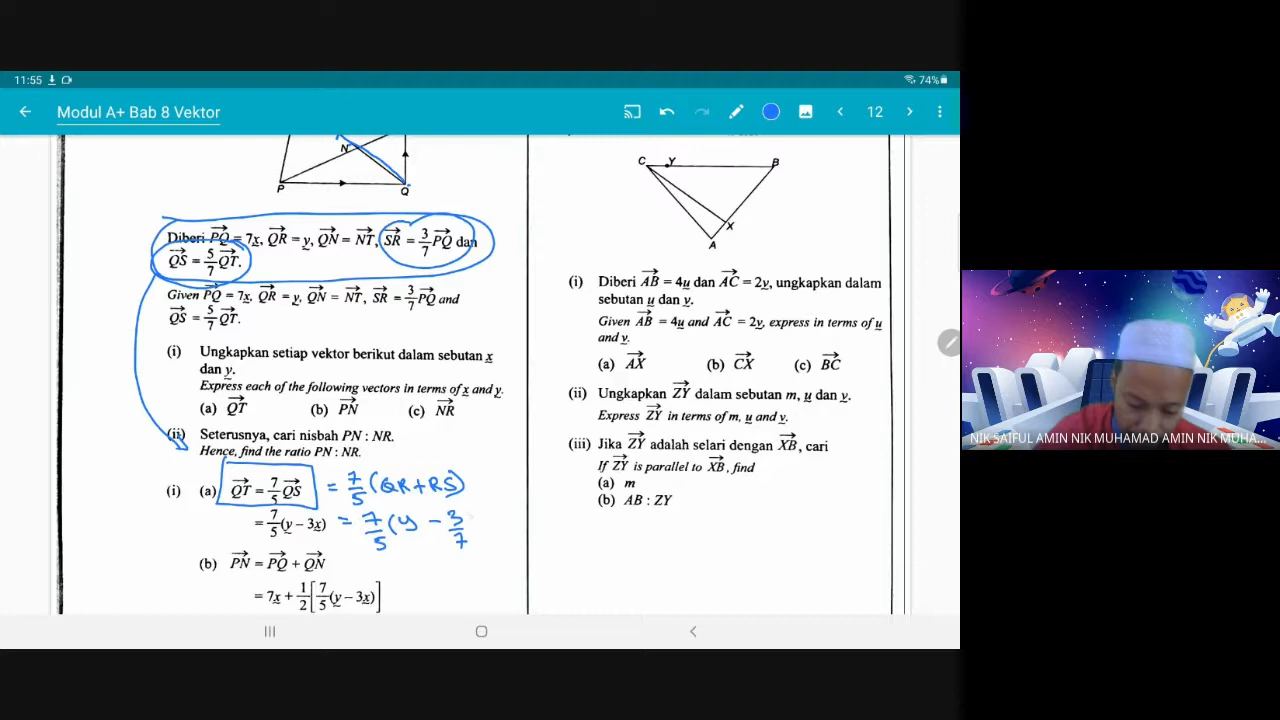 11:55
74%
Modul A+ Bab 8 Vektor
12
N
P
Q
Diberi PQ = 7x, QR = y, QN = NT, SR = 3/7 PQ dan
QS = 5/7 QT.
Given PQ = 7x, QR = y, QN = NT, SR = 3/7 PQ and
QS = 5/7 QT.
(i) Ungkapkan setiap vektor berikut dalam sebutan x
dan y.
Express each of the following vectors in terms of x and y.
(a) QT (b) PN (c) NR
(ii) Seterusnya, cari nisbah PN : NR.
Hence, find the ratio PN : NR.
(i) (a) QT = 7/5 QS = 7/5 (QR + RS)
= 7/5 (y – 3x) = 7/5 (y – 3/7
(b) PN = PQ + QN
= 7x + 1/2 [7/5 (y – 3x)]
C Y B
X
A
(i) Diberi AB = 4u dan AC = 2v, ungkapkan dalam
sebutan u dan v.
Given AB = 4u and AC = 2v, express in terms of u
and v.
(a) AX (b) CX (c) BC
(ii) Ungkapkan ZY dalam sebutan m, u dan v.
Express ZY in terms of m, u and v.
(iii) Jika ZY adalah selari dengan XB, cari
If ZY is parallel to XB, find
(a) m
(b) AB : ZY
NIK SAIFUL AMIN NIK MUHAMAD AMIN NIK MUHA...